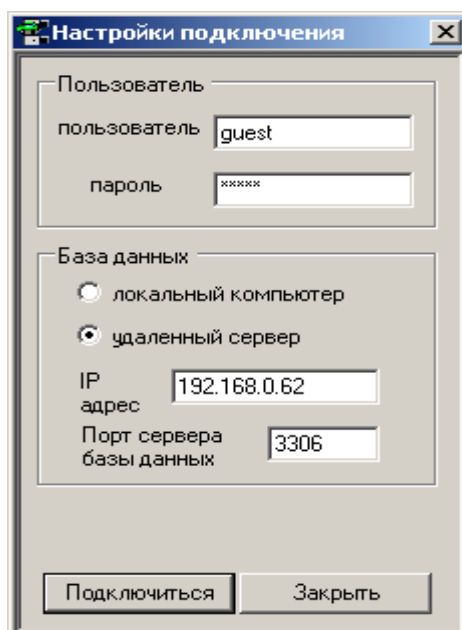 Настройки подключения
Пользователь
пользователь guest
пароль *****
База данных
локальный компьютер
удаленный сервер
IP
адрес 192.168.0.62
Порт сервера
базы данных 3306
Подключиться Закрыть